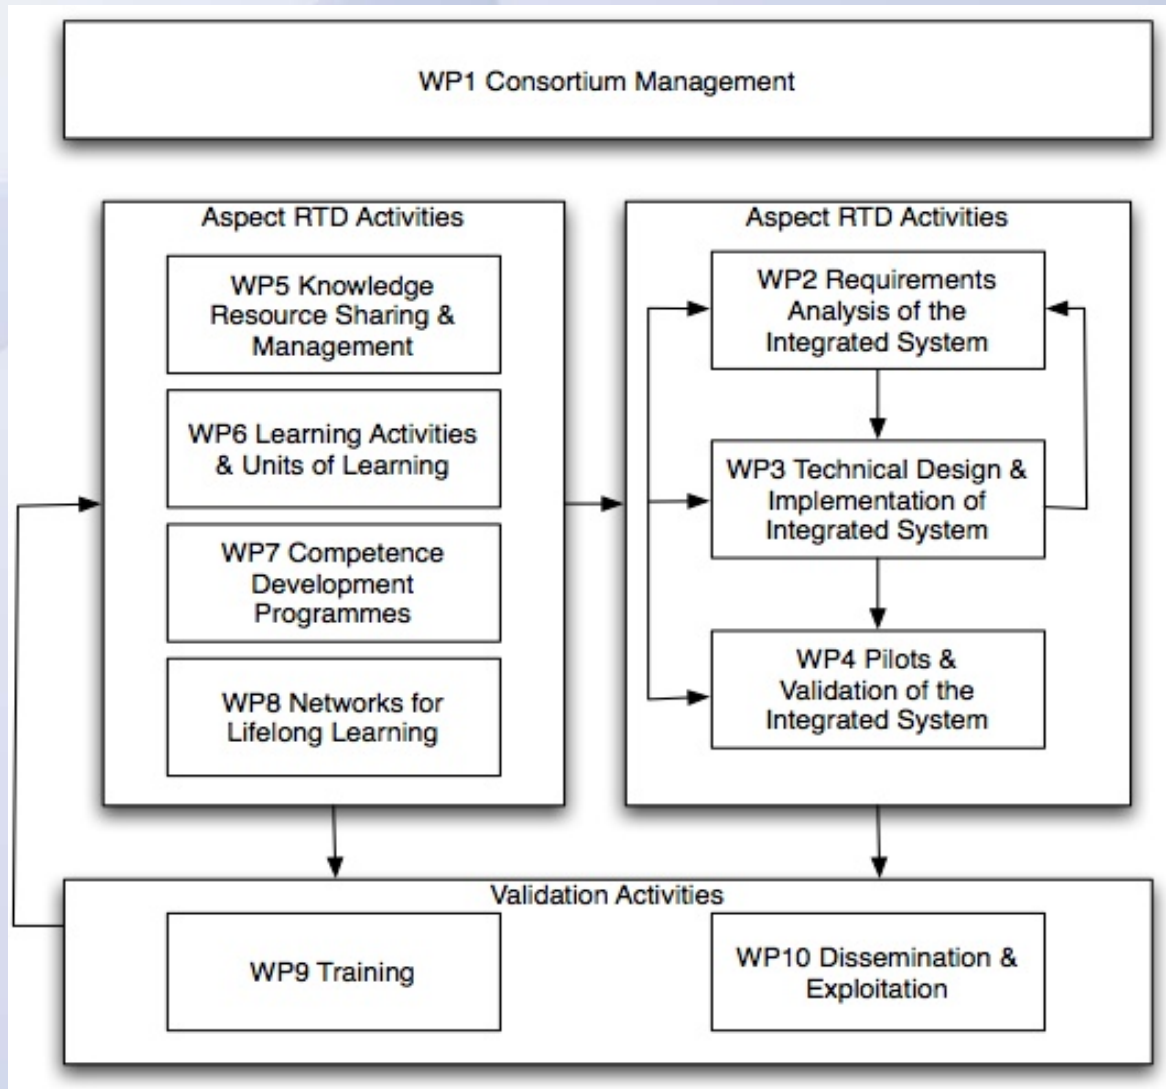 WP1 Consortium Management
Aspect RTD Activities
WP5 Knowledge
Resource Sharing &
Management
WP6 Learning Activities
& Units of Learning
WP7 Competence
Development
Programmes
WP8 Networks for
Lifelong Learning
Aspect RTD Activities
WP2 Requirements
Analysis of the
Integrated System
WP3 Technical Design &
Implementation of
Integrated System
WP4 Pilots &
Validation of the
Integrated System
Validation Activities
WP9 Training
WP10 Dissemination &
Exploitation